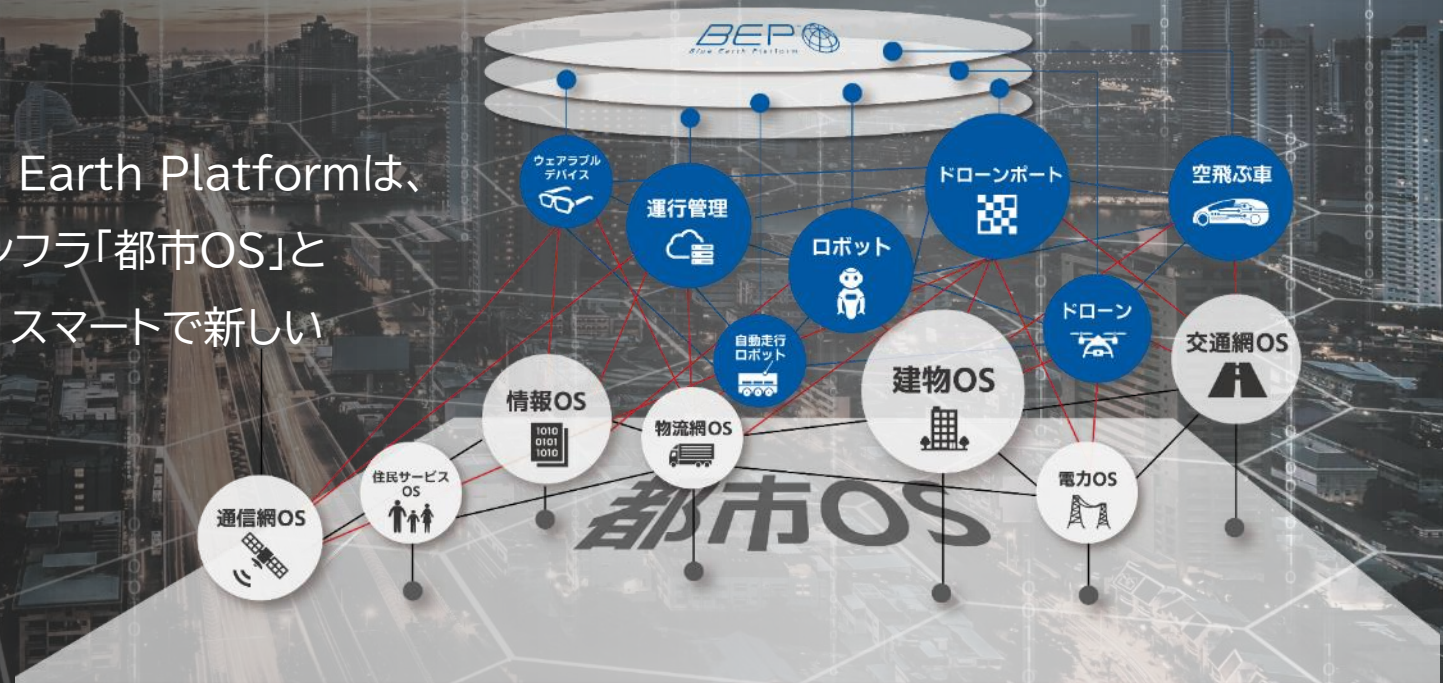 BEP
Blue Earth Platform
Earth Platformは、
ンフラ「都市OS」と
スマートで新しい
ウェアラブル
デバイス
運行管理
ロボット
ドローンポート
空飛ぶ車
ドローン
自動走行
ロボット
交通網OS
建物OS
情報OS
1010
0101
1010
物流網OS
住民サービス
OS
電力OS
通信網OS
都市OS